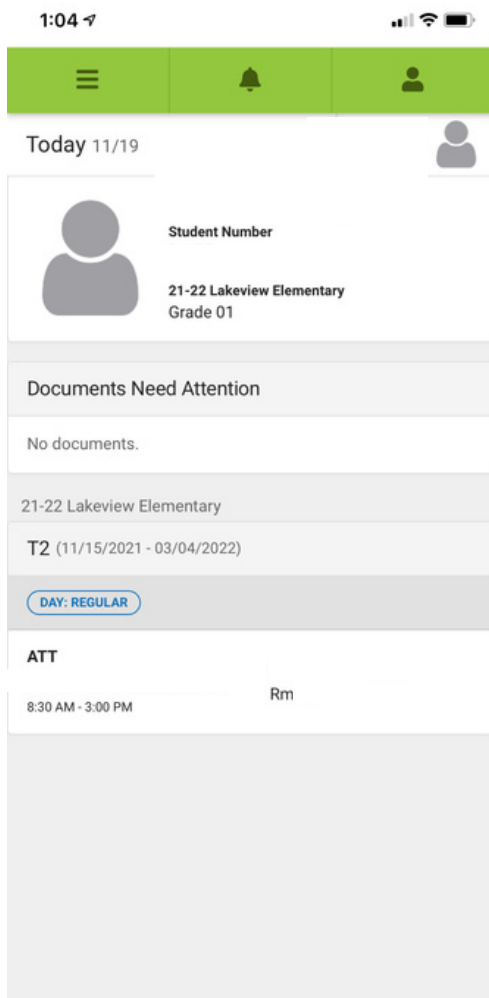 1:04
Today 11/19
Student Number
21-22 Lakeview Elementary
Grade 01
Documents Need Attention
No documents.
21-22 Lakeview Elementary
T2 (11/15/2021 - 03/04/2022)
DAY: REGULAR
ATT
Rm
8:30 AM - 3:00 PM